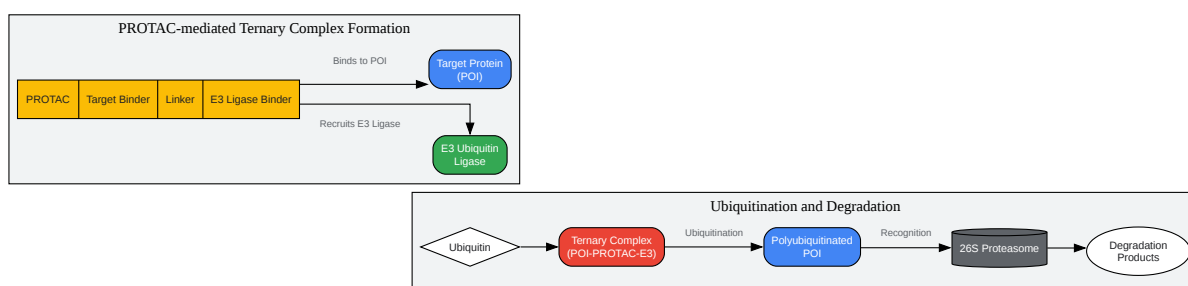 PROTAC-mediated Ternary Complex Formation
Binds to POI
Target Protein
(POI)
PROTAC
Target Binder
Linker
E3 Ligase Binder
Recruits E3 Ligase
E3 Ubiquitin
Ligase
Ubiquitination and Degradation
Ubiquitin
Ternary Complex
(POI-PROTAC-E3)
Ubiquitination
Polyubiquitinated
POI
Recognition
26S Proteasome
Degradation
Products